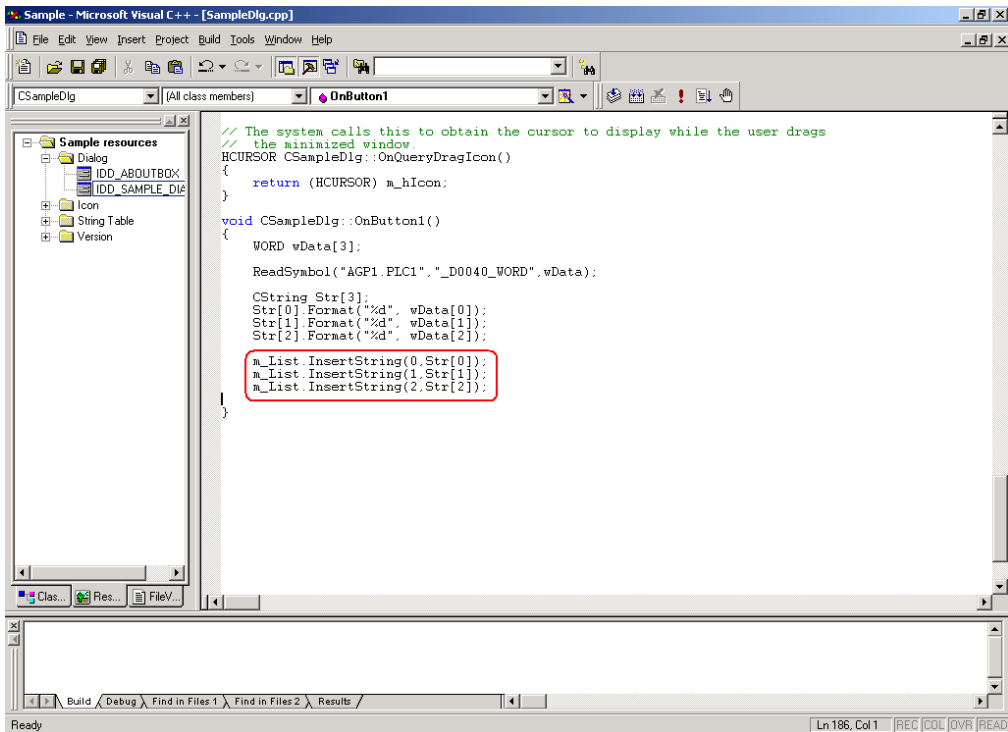 Sample - Microsoft Visual C++ - [SampleDlg.cpp]
File Edit View Insert Project Build Tools Window Help
CSampleDlg (All class members) OnButton1
Sample resources
Dialog
IDD_ABOUTBOX
IDD_SAMPLE_DIA
Icon
String Table
Version
Clas... Res... FileV...
// The system calls this to obtain the cursor to display while the user drags
//  the minimized window.
HCURSOR CSampleDlg::OnQueryDragIcon()
{
    return (HCURSOR) m_hIcon;
}
void CSampleDlg::OnButton1()
{
    WORD wData[3];
    ReadSymbol("AGP1.PLC1","_D0040_WORD",wData);
    CString Str[3];
    Str[0].Format("%d", wData[0]);
    Str[1].Format("%d", wData[1]);
    Str[2].Format("%d", wData[2]);
    m_List.InsertString(0,Str[0]);
    m_List.InsertString(1,Str[1]);
    m_List.InsertString(2,Str[2]);
}
Build Debug Find in Files 1 Find in Files 2 Results
Ready Ln 186, Col 1 REC COL OVR READ